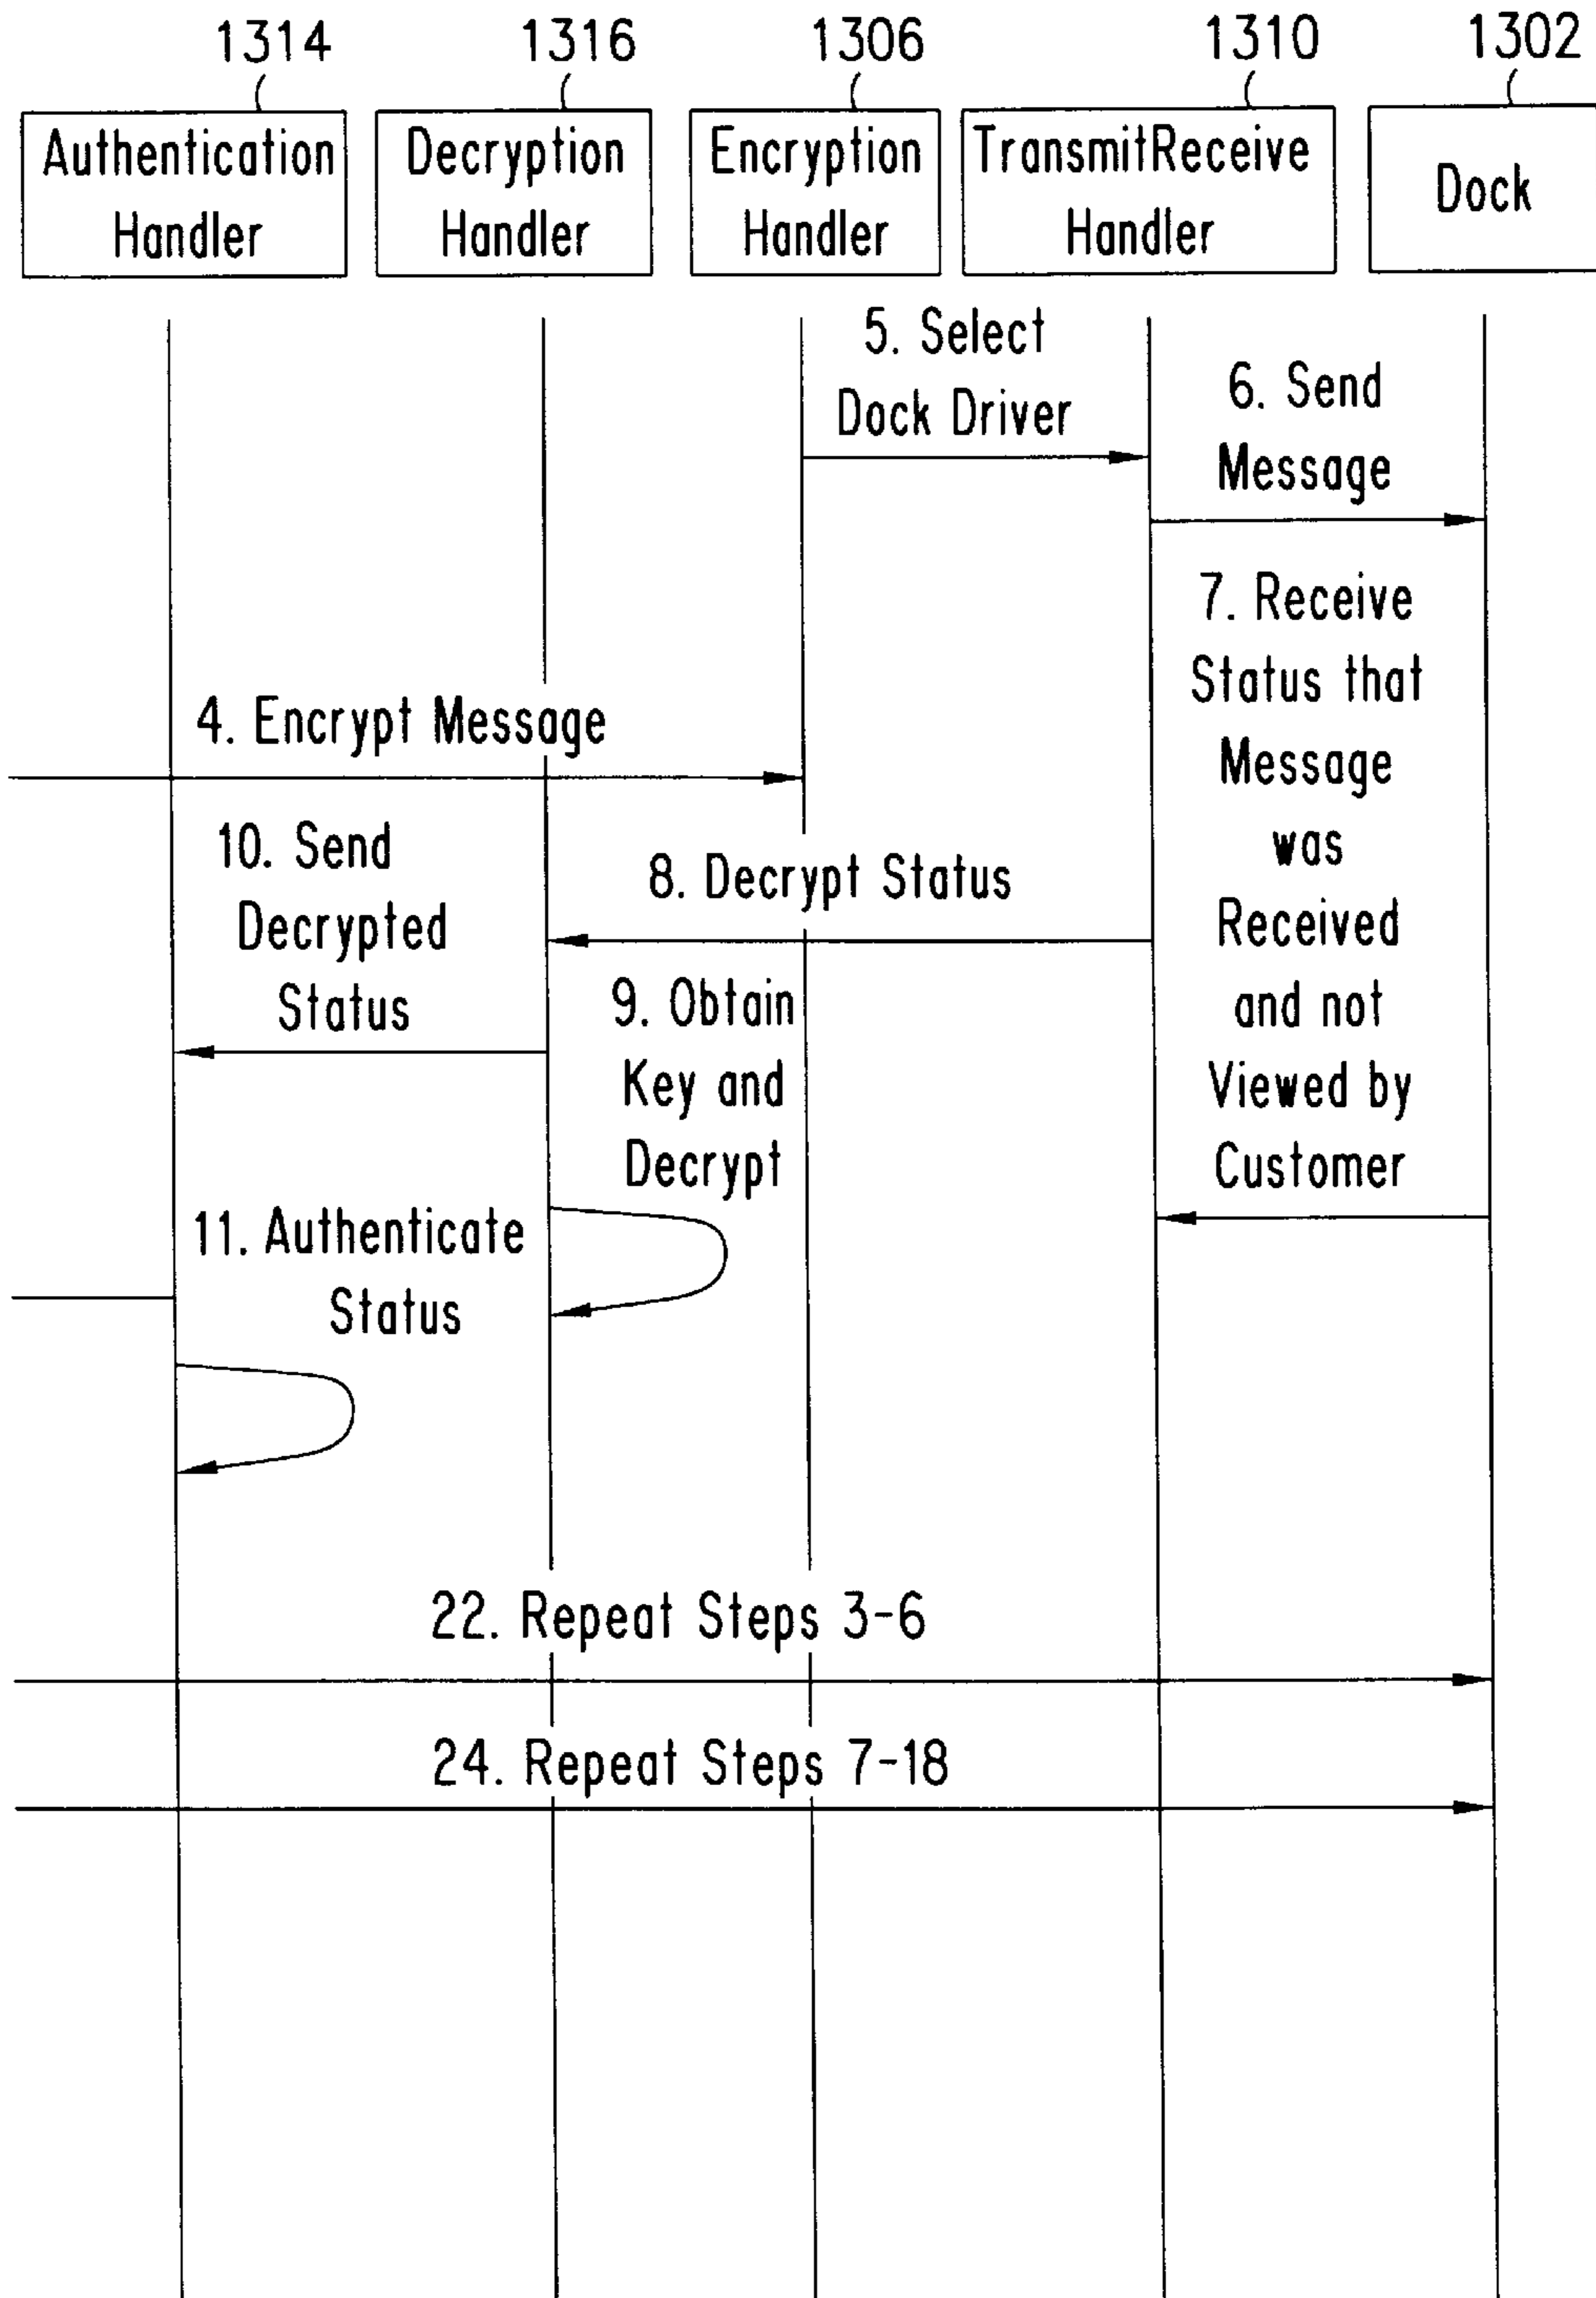 1314
1316
1306
1310
1302
Authentication
Handler
Decryption
Handler
Encryption
Handler
TransmitReceive
Handler
Dock
5. Select
Dock Driver
6. Send
Message
7. Receive
Status that
Message
was
Received
and not
Viewed by
Customer
4. Encrypt Message
10. Send
Decrypted
Status
8. Decrypt Status
9. Obtain
Key and
Decrypt
11. Authenticate
Status
22. Repeat Steps 3-6
24. Repeat Steps 7-18